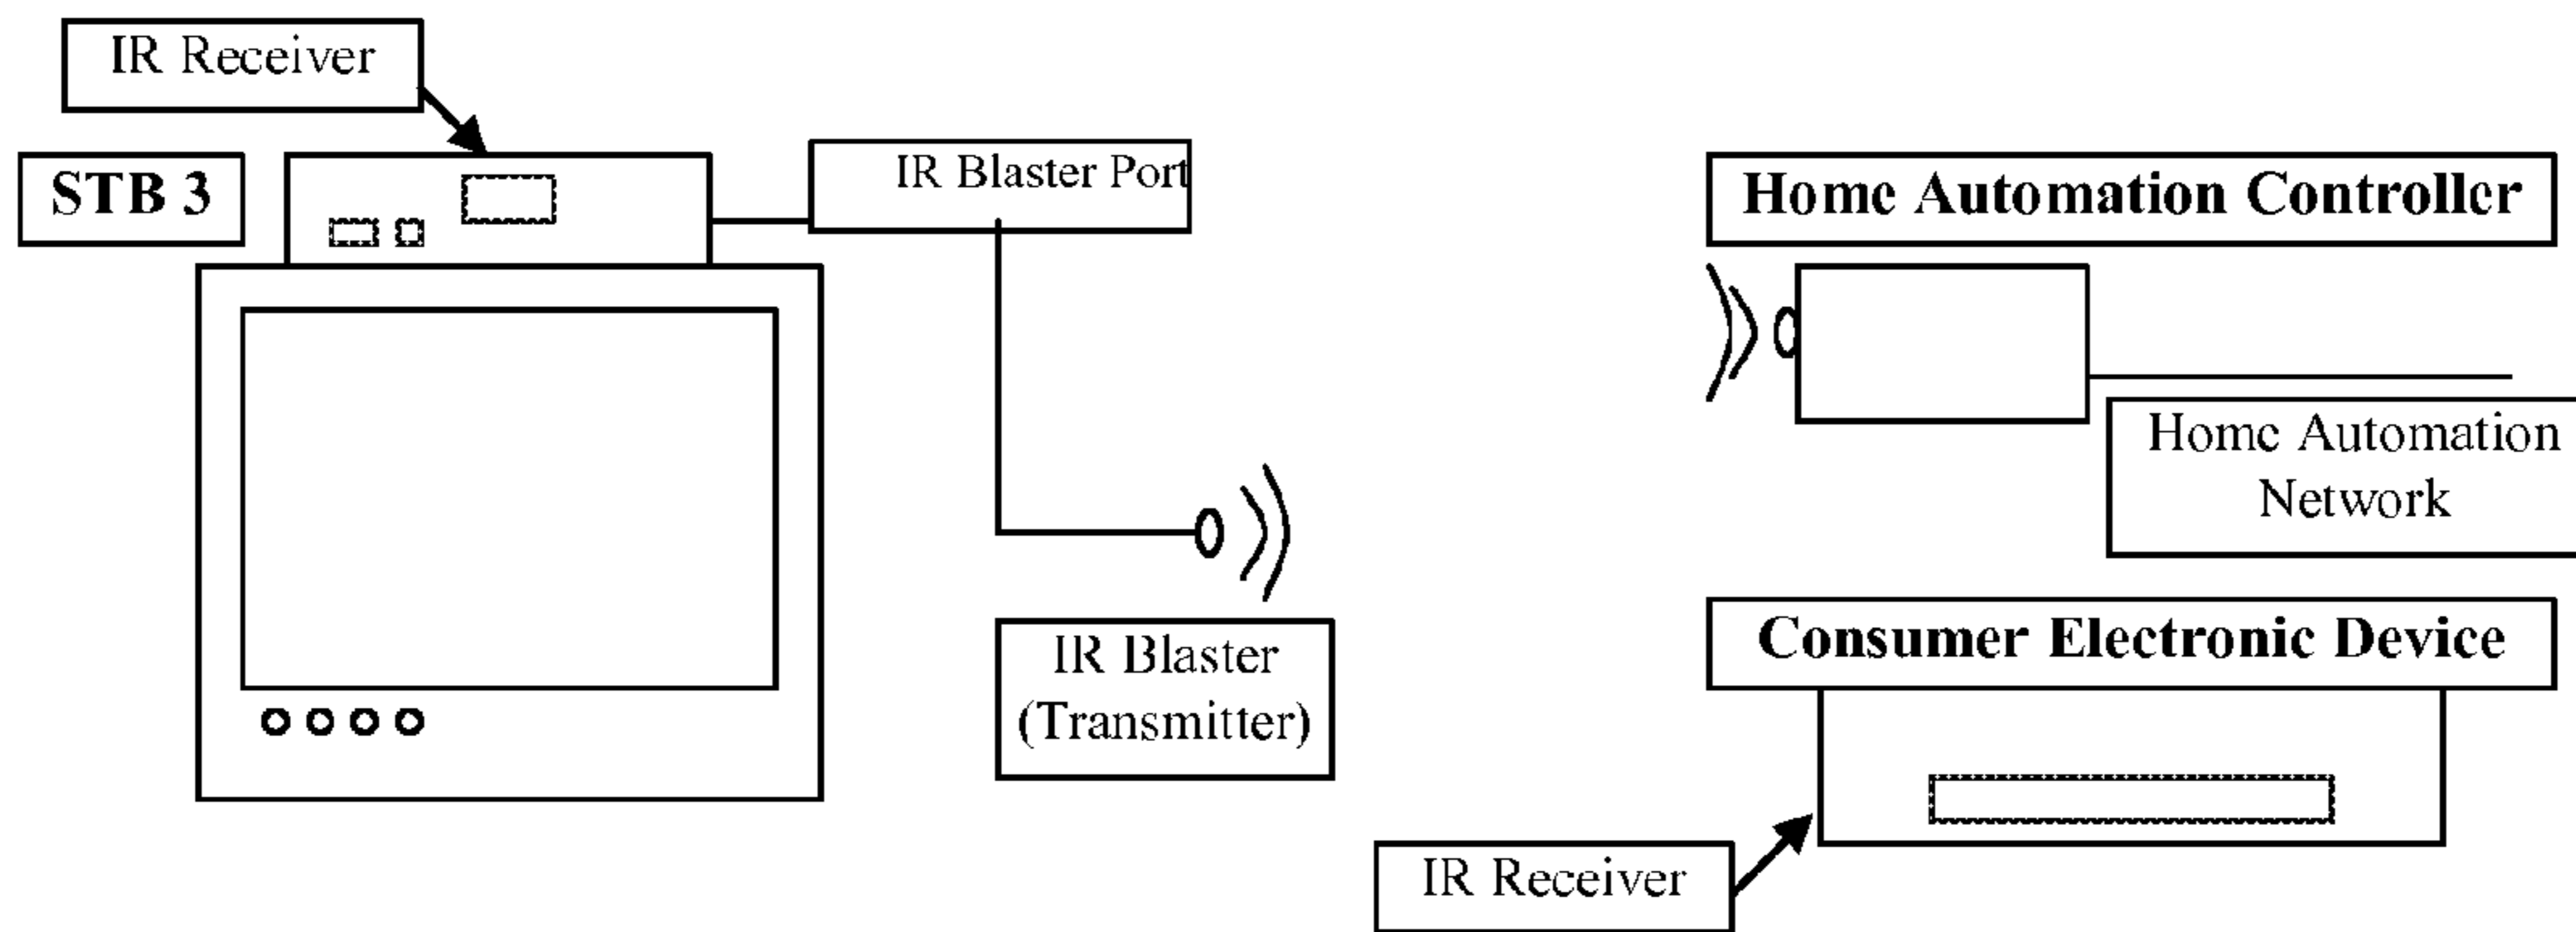 IR Receiver
STB 3
IR Blaster Port
IR Blaster
(Transmitter)
Home Automation Controller
Home Automation
Network
Consumer Electronic Device
IR Receiver